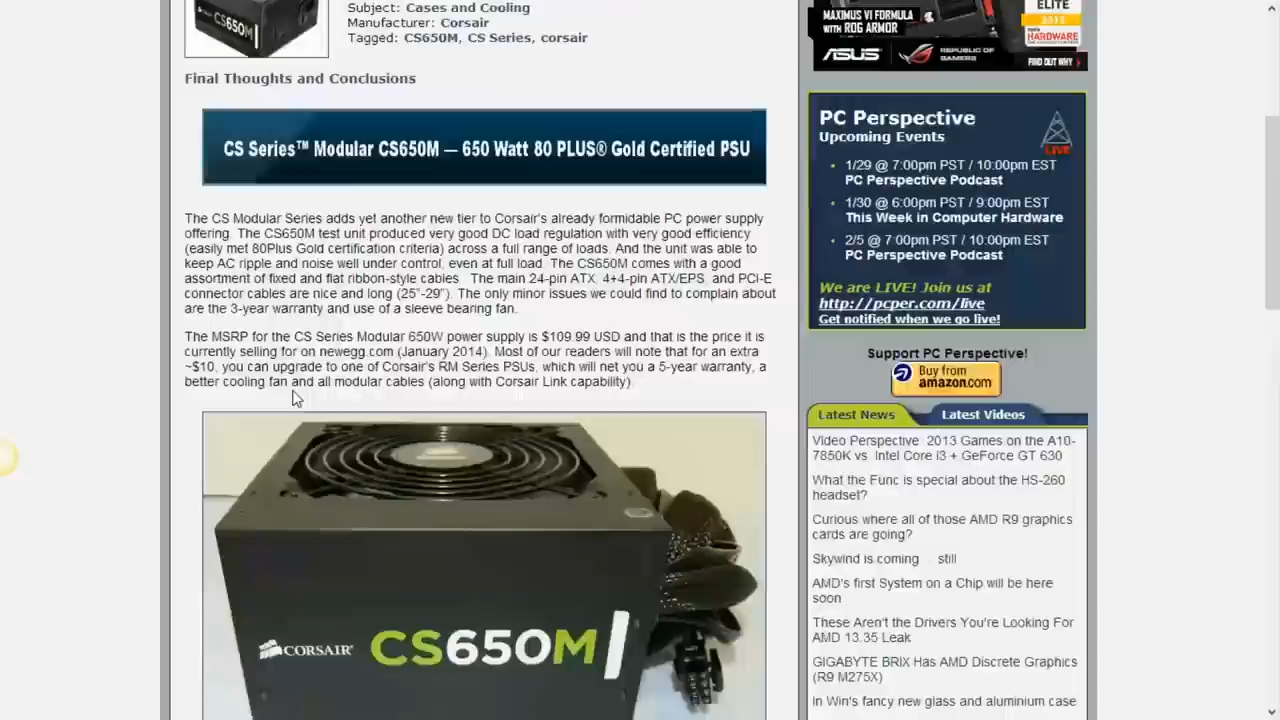 CS650M
Subject: Cases and Cooling
Manufacturer: Corsair
Tagged: CS650M, CS Series, corsair
Final Thoughts and Conclusions
CS Series™ Modular CS650M — 650 Watt 80 PLUS® Gold Certified PSU
The CS Modular Series adds yet another new tier to Corsair's already formidable PC power supply
offering. The CS650M test unit produced very good DC load regulation with very good efficiency
(easily met 80Plus Gold certification criteria) across a full range of loads. And the unit was able to
keep AC ripple and noise well under control, even at full load. The CS650M comes with a good
assortment of fixed and flat ribbon-style cables. The main 24-pin ATX, 4+4-pin ATX/EPS, and PCI-E
connector cables are nice and long (25"-29"). The only minor issues we could find to complain about
are the 3-year warranty and use of a sleeve bearing fan.
The MSRP for the CS Series Modular 650W power supply is $109.99 USD and that is the price it is
currently selling for on newegg.com (January 2014). Most of our readers will note that for an extra
~$10, you can upgrade to one of Corsair's RM Series PSUs, which will net you a 5-year warranty, a
better cooling fan and all modular cables (along with Corsair Link capability).
CORSAIR CS650M
MAXIMUS VI FORMULA
WITH ROG ARMOR
ELITE
2013
HARDWARE
ASUS REPUBLIC OF
GAMERS
FIND OUT WHY
PC Perspective
Upcoming Events
LIVE
1/29 @ 7:00pm PST / 10:00pm EST
PC Perspective Podcast
1/30 @ 6:00pm PST / 9:00pm EST
This Week in Computer Hardware
2/5 @ 7:00pm PST / 10:00pm EST
PC Perspective Podcast
We are LIVE! Join us at
http://pcper.com/live
Get notified when we go live!
Support PC Perspective!
Buy from
amazon.com
Latest News Latest Videos
Video Perspective: 2013 Games on the A10-
7850K vs. Intel Core i3 + GeForce GT 630
What the Func is special about the HS-260
headset?
Curious where all of those AMD R9 graphics
cards are going?
Skywind is coming ... still
AMD's first System on a Chip will be here
soon
These Aren't the Drivers You're Looking For
AMD 13.35 Leak
GIGABYTE BRIX Has AMD Discrete Graphics
(R9 M275X)
In Win's fancy new glass and aluminium case